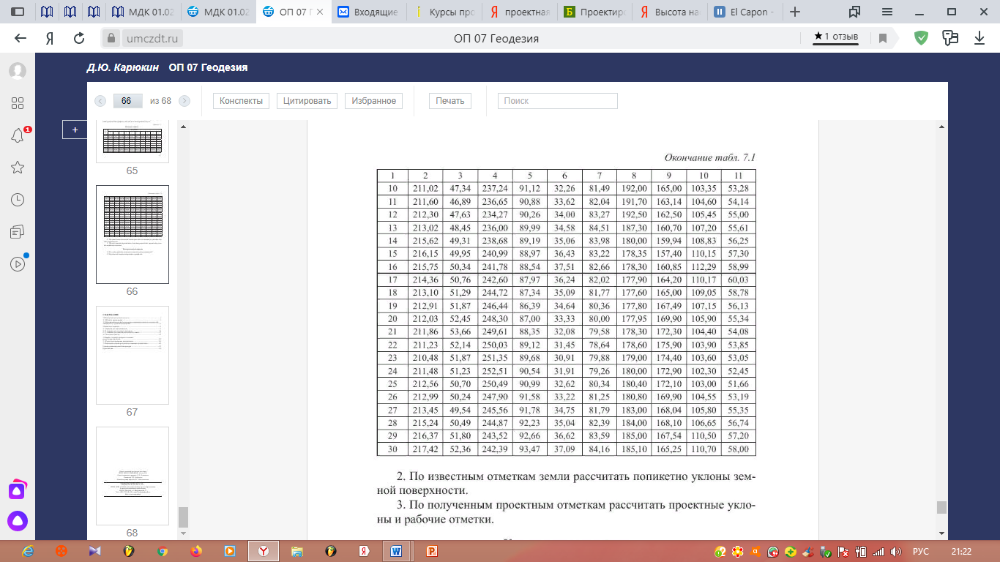 МДК 01.02
МДК 01.02
ОП 07 Г
Входящие
Курсы про
проектная
Проектиро
Высота на
El Capon -
umczdt.ru
ОП 07 Геодезия
★ 1 отзыв
Д.Ю. Карюкин ОП 07 Геодезия
66 из 68
Конспекты
Цитировать
Избранное
Печать
Поиск
1
+
65
66
67
68
Окончание табл. 7.1
1 2 3 4 5 6 7 8 9 10 11
10 211,02 47,34 237,24 91,12 32,26 81,49 192,00 165,00 103,35 53,28
11 211,60 46,89 236,65 90,88 33,62 82,04 191,70 163,14 104,60 54,14
12 212,30 47,63 234,27 90,26 34,00 83,27 192,50 162,50 105,45 55,00
13 213,02 48,45 236,00 89,99 34,58 84,51 187,30 160,70 107,20 55,61
14 215,62 49,31 238,68 89,19 35,06 83,98 181,00 159,94 108,83 56,25
15 216,15 49,95 240,99 88,97 36,43 83,22 178,35 157,40 110,15 57,30
16 215,75 50,34 241,78 88,54 37,51 82,66 178,30 160,85 112,29 58,99
17 214,36 50,76 242,60 87,97 36,24 82,02 177,90 164,20 110,17 60,03
18 213,10 51,29 244,72 87,34 35,09 81,77 177,60 165,00 109,05 58,78
19 212,91 51,87 246,44 86,39 34,64 80,36 177,80 167,49 107,15 56,13
20 212,03 52,45 248,30 87,00 33,33 80,00 177,95 169,90 105,90 55,34
21 211,86 53,66 249,61 88,35 32,08 79,58 178,30 172,30 104,40 54,08
22 211,23 52,14 250,03 89,12 31,45 78,64 178,60 175,90 103,90 53,85
23 210,48 51,87 251,35 89,68 30,91 79,88 179,00 174,40 103,60 53,05
24 211,48 51,23 252,51 90,54 31,91 79,26 180,00 172,90 102,30 52,45
25 212,56 50,70 250,49 90,99 32,62 80,34 180,40 172,10 103,00 51,66
26 212,99 50,24 247,90 91,58 33,22 81,25 180,80 169,90 104,55 53,19
27 213,45 49,54 245,56 91,78 34,75 81,79 183,00 168,04 105,80 55,35
28 215,24 50,49 244,87 92,23 35,04 82,39 184,00 168,10 106,65 56,74
29 216,37 51,80 243,52 92,66 36,62 83,59 185,00 167,54 110,50 57,20
30 217,42 52,36 242,39 93,47 37,09 84,16 185,10 165,25 110,70 58,00
2. По известным отметкам земли рассчитать попикетно уклоны зем-
ной поверхности.
3. По полученным проектным отметкам рассчитать проектные укло-
ны и рабочие отметки.
РУС
21:22